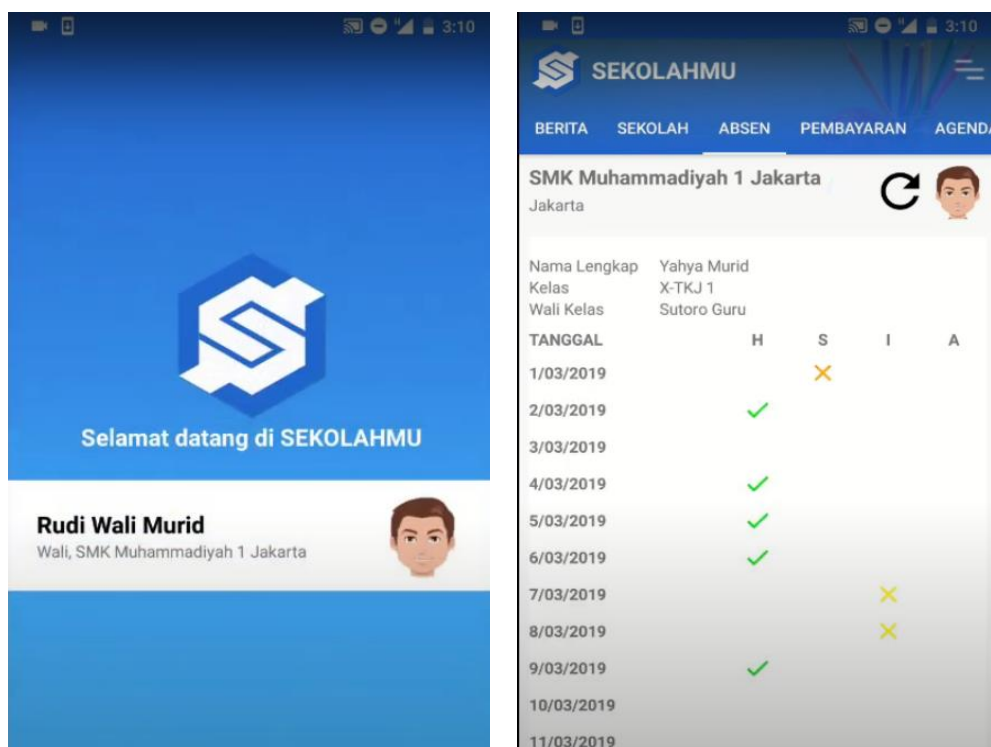 3:10
Selamat datang di SEKOLAHMU
Rudi Wali Murid
Wali, SMK Muhammadiyah 1 Jakarta
3:10
SEKOLAHMU
BERITA SEKOLAH ABSEN PEMBAYARAN AGENDA
SMK Muhammadiyah 1 Jakarta
Jakarta
Nama Lengkap Yahya Murid
Kelas X-TKJ 1
Wali Kelas Sutoro Guru
TANGGAL H S I A
1/03/2019
2/03/2019
3/03/2019
4/03/2019
5/03/2019
6/03/2019
7/03/2019
8/03/2019
9/03/2019
10/03/2019
11/03/2019